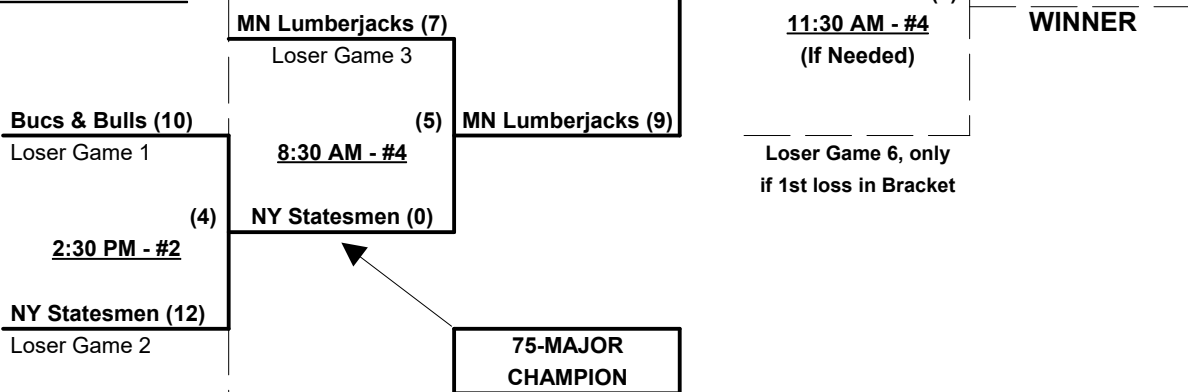 MN Lumberjacks (7)
Loser Game 3
11:30 AM - #4
(If Needed)
WINNER
Bucs & Bulls (10)
Loser Game 1
(5)
MN Lumberjacks (9)
8:30 AM - #4
Loser Game 6, only
if 1st loss in Bracket
(4)
NY Statesmen (0)
2:30 PM - #2
NY Statesmen (12)
Loser Game 2
75-MAJOR
CHAMPION